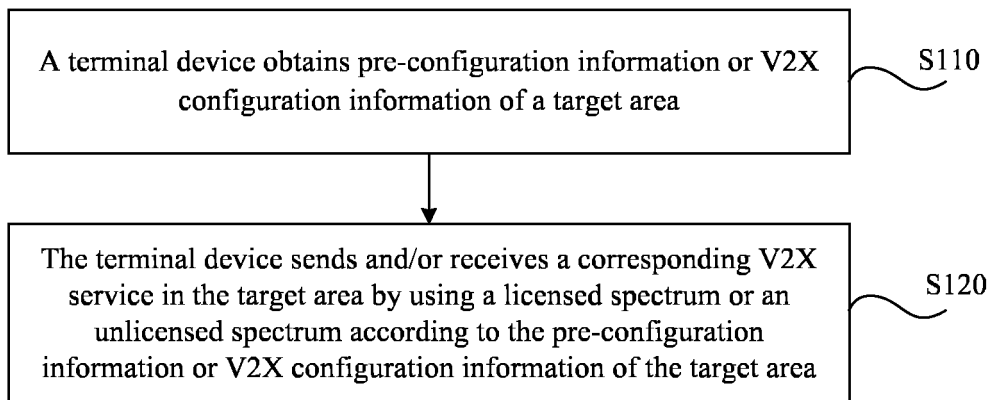 A terminal device obtains pre-configuration information or V2X
configuration information of a target area
S110
The terminal device sends and/or receives a corresponding V2X
service in the target area by using a licensed spectrum or an
unlicensed spectrum according to the pre-configuration
information or V2X configuration information of the target area
S120